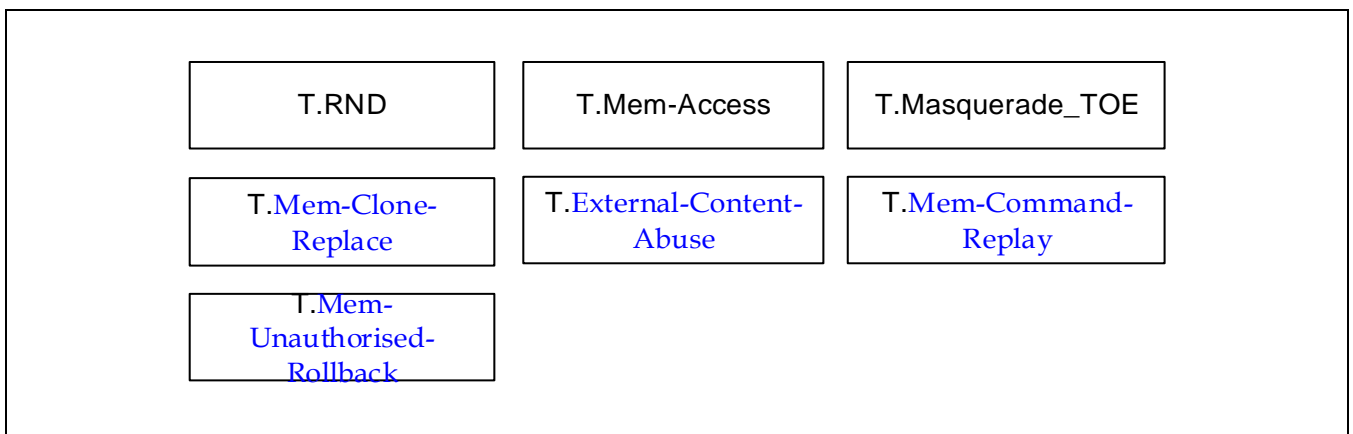 T.RND
T.Mem-Access
T.Masquerade_TOE
T.Mem-Clone-
Replace
T.External-Content-
Abuse
T.Mem-Command-
Replay
T.Mem-
Unauthorised-
Rollback